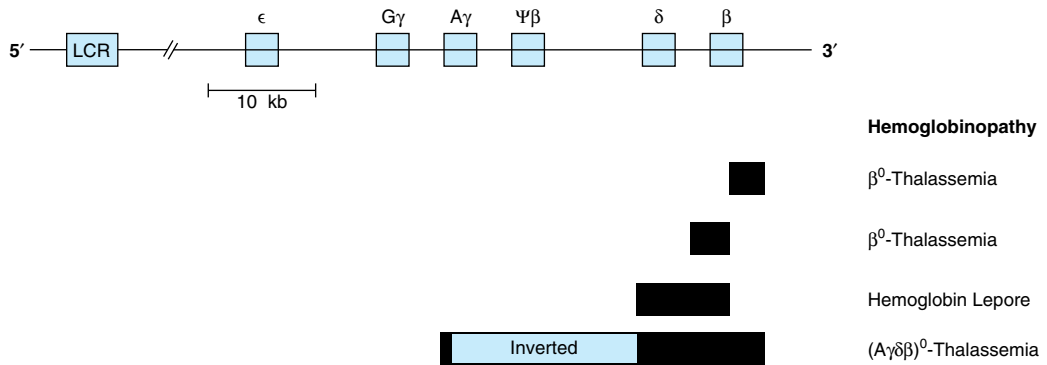 ϵ Gγ Aγ Ψβ δ β
5′ LCR 3′
10 kb
Hemoglobinopathy
β⁰-Thalassemia
β⁰-Thalassemia
Hemoglobin Lepore
Inverted (Aγδβ)⁰-Thalassemia